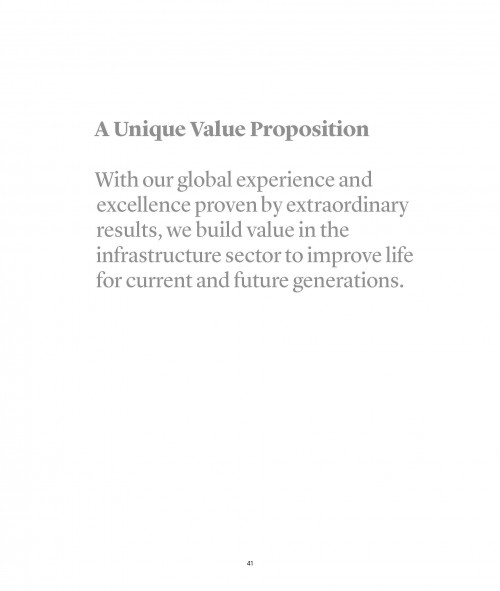 A Unique Value Proposition
With our global experience and
excellence proven by extraordinary
results, we build value in the
infrastructure sector to improve life
for current and future generations.
41